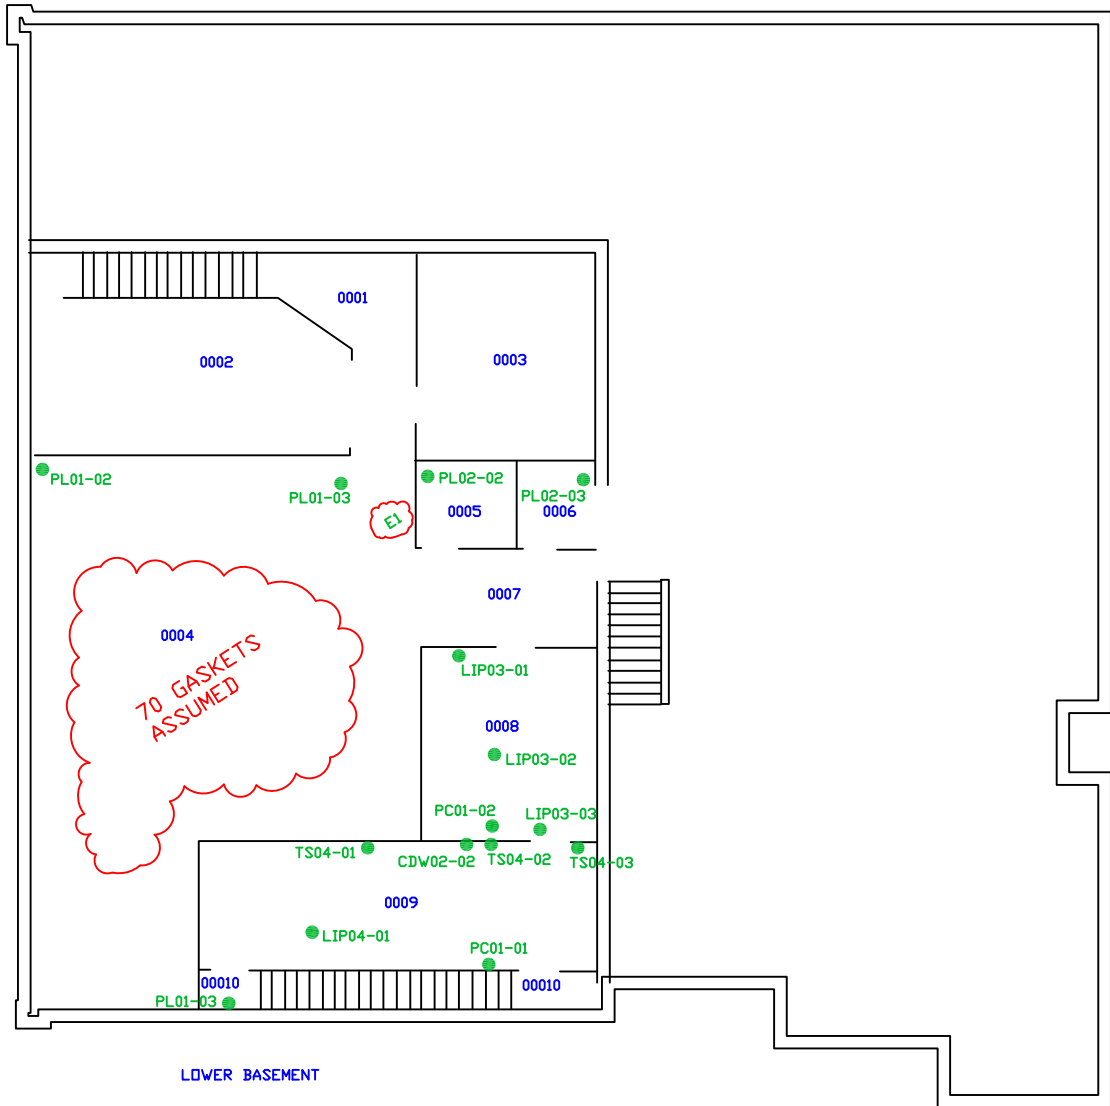 0001
0002
0003
PL01-02
PL01-03
PL02-02
PL02-03
0005
0006
E1
0007
0004
70 GASKETS
ASSUMED
LIP03-01
0008
LIP03-02
PC01-02
LIP03-03
TS04-01
CDW02-02
TS04-02
TS04-03
0009
LIP04-01
PC01-01
00010
00010
PL01-03
LOWER BASEMENT